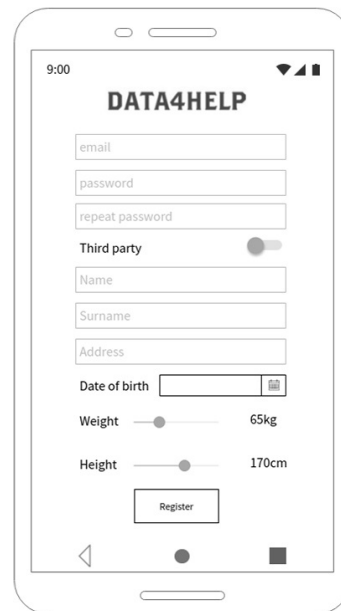 9:00
DATA4HELP
email
password
repeat password
Third party
Name
Surname
Address
Date of birth
Weight 65kg
Height 170cm
Register